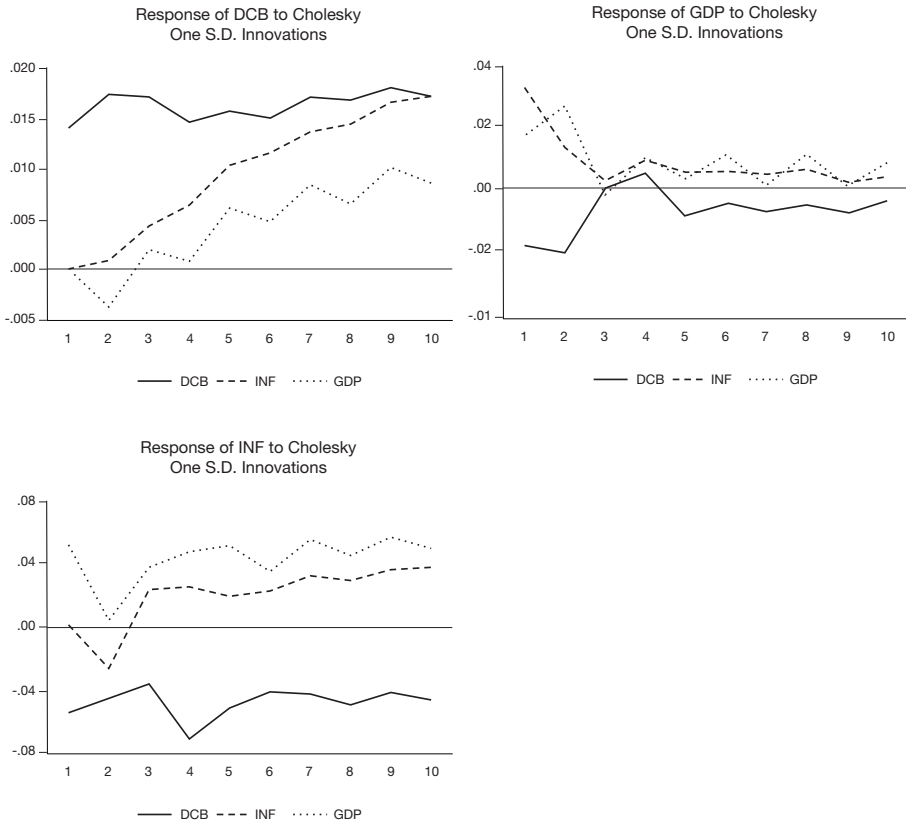 Response of DCB to Cholesky
One S.D. Innovations
.020
.015
.010
.005
.000
-.005
1 2 3 4 5 6 7 8 9 10
DCB INF GDP
Response of GDP to Cholesky
One S.D. Innovations
.04
.02
.00
-.02
-.01
1 2 3 4 5 6 7 8 9 10
DCB INF GDP
Response of INF to Cholesky
One S.D. Innovations
.08
.04
.00
-.04
-.08
1 2 3 4 5 6 7 8 9 10
DCB INF GDP